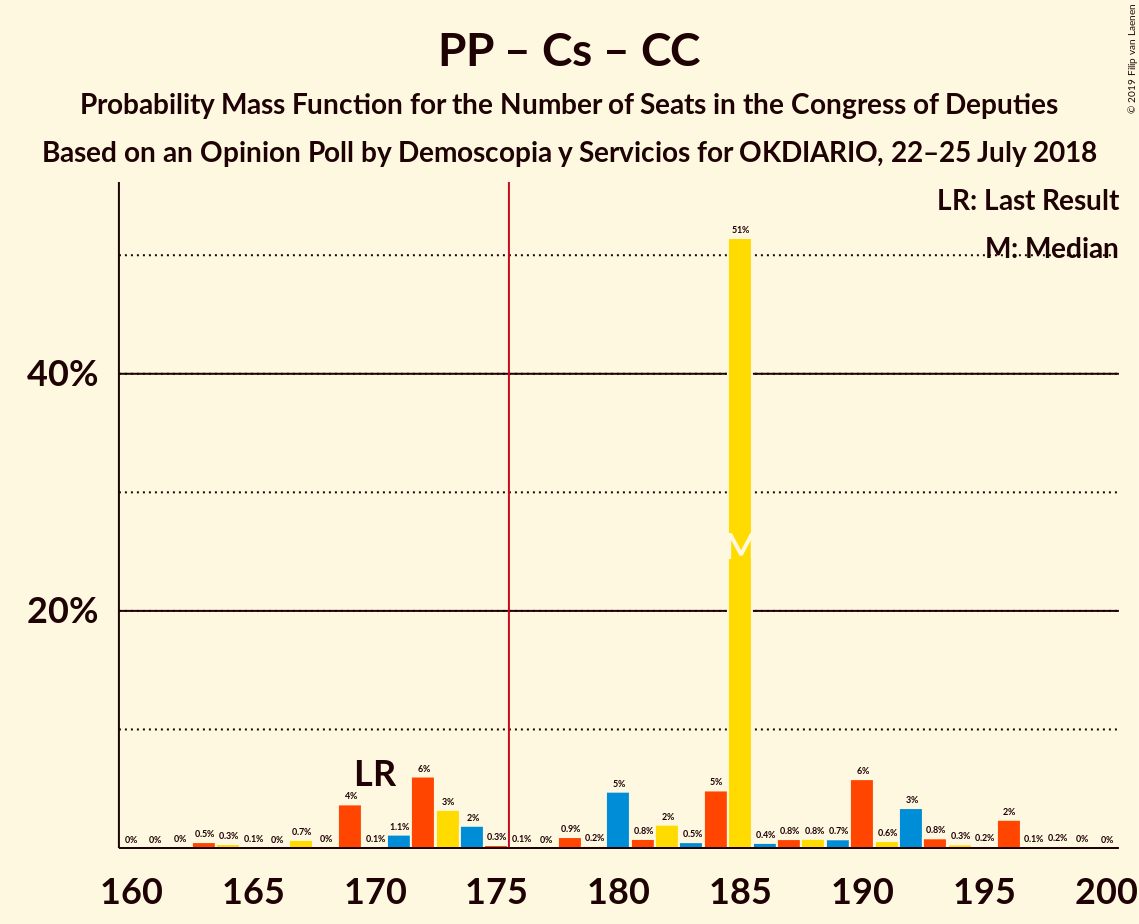 PP – Cs – CC
Probability Mass Function for the Number of Seats in the Congress of Deputies
Based on an Opinion Poll by Demoscopia y Servicios for OKDIARIO, 22–25 July 2018
© 2019 Filip van Laenen
LR: Last Result
M: Median
40%
20%
0% 0% 0% 0.5% 0.3% 0.1% 0% 0.7% 0% 4% 0.1% 1.1% 6% 3% 2% 0.3% 0.1% 0% 0.9% 0.2% 5% 0.8% 2% 0.5% 5% 51% 0.4% 0.8% 0.8% 0.7% 6% 0.6% 3% 0.8% 0.3% 0.2% 2% 0.1% 0.2% 0% 0%
LR
M
160 165 170 175 180 185 190 195 200